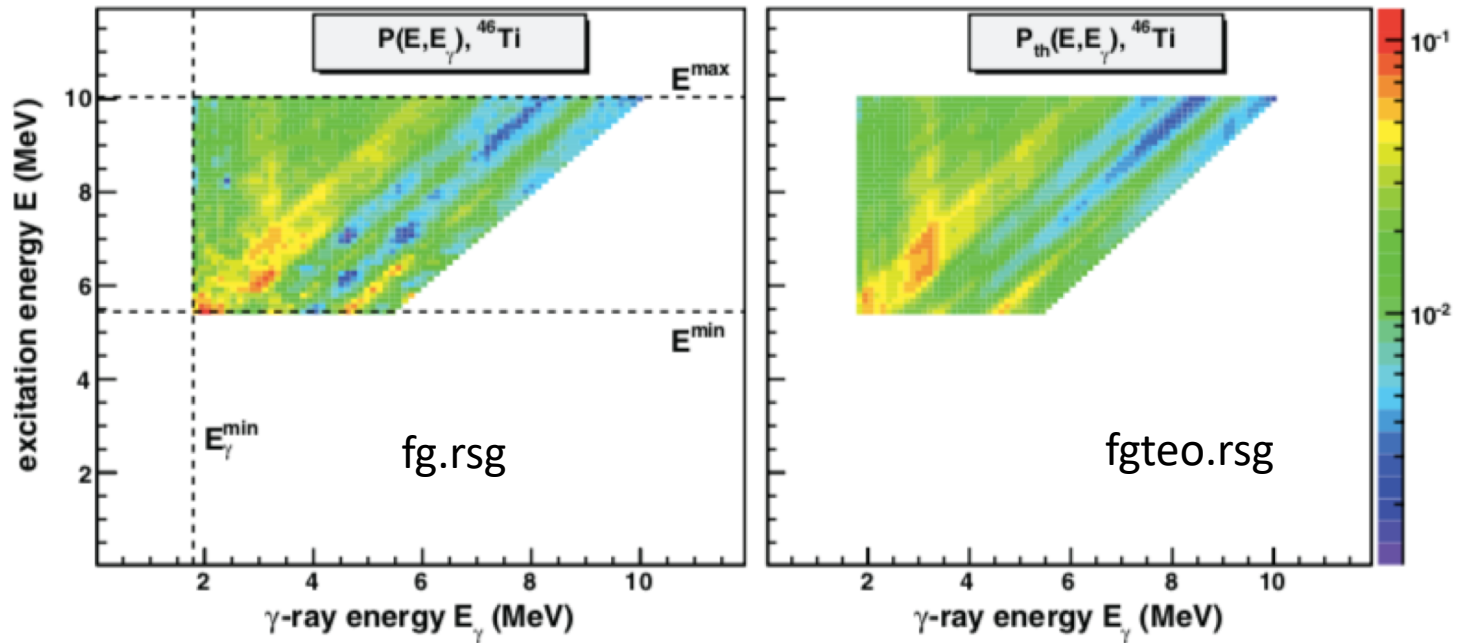 P(E,Eγ), ⁴⁶Ti
Pth(E,Eγ), ⁴⁶Ti
Eᵐᵃˣ
10
8
6
4
2
excitation energy E (MeV)
Eᵐⁱⁿ
Eγᵐⁱⁿ
fg.rsg
fgteo.rsg
10⁻¹
10⁻²
2 4 6 8 10
2 4 6 8 10
γ-ray energy Eγ (MeV)
γ-ray energy Eγ (MeV)